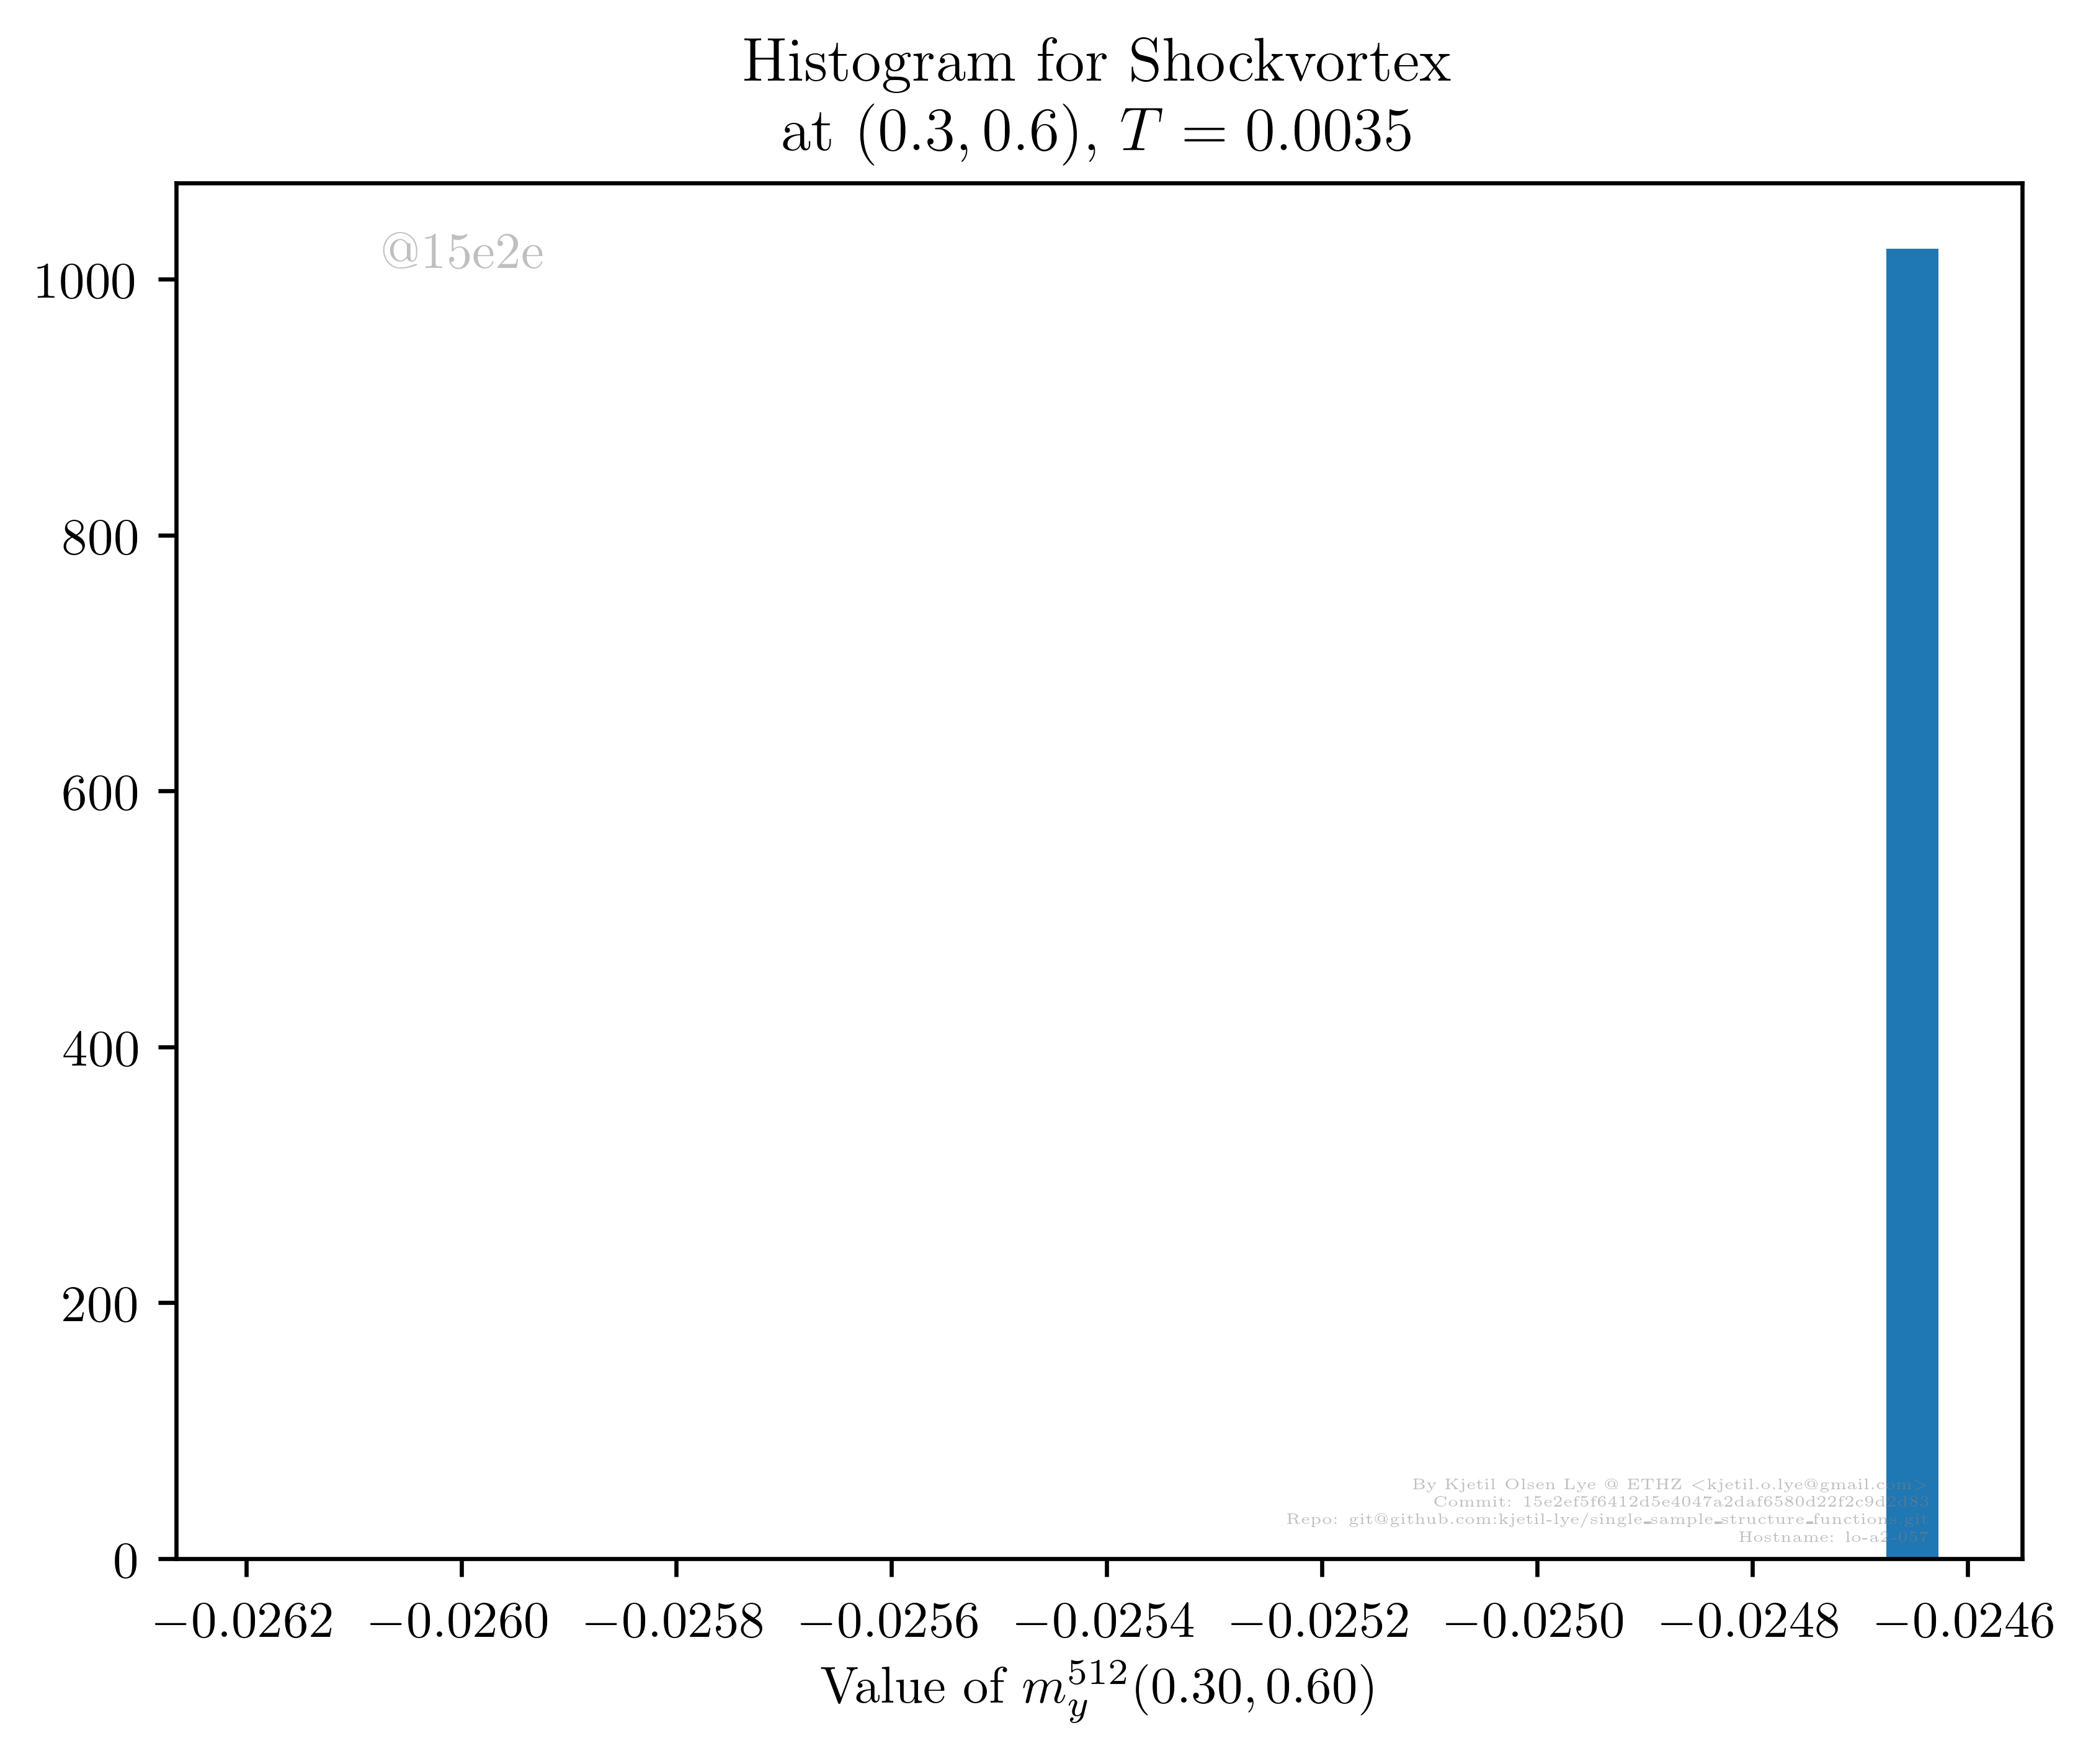 Histogram for Shockvortex
at (0.3, 0.6), T = 0.0035
@15e2e
1000
800
600
400
200
0
By Kjetil Olsen Lye @ ETHZ <kjetil.o.lye@gmail.com>
Commit: 15e2ef5f6412d5e4047a2daf6580d22f2c9d2d83
Repo: git@github.com:kjetil-lye/single_sample_structure_functions.git
Hostname: lo-a2-057
−0.0262 −0.0260 −0.0258 −0.0256 −0.0254 −0.0252 −0.0250 −0.0248 −0.0246
Value of m_y^512(0.30, 0.60)